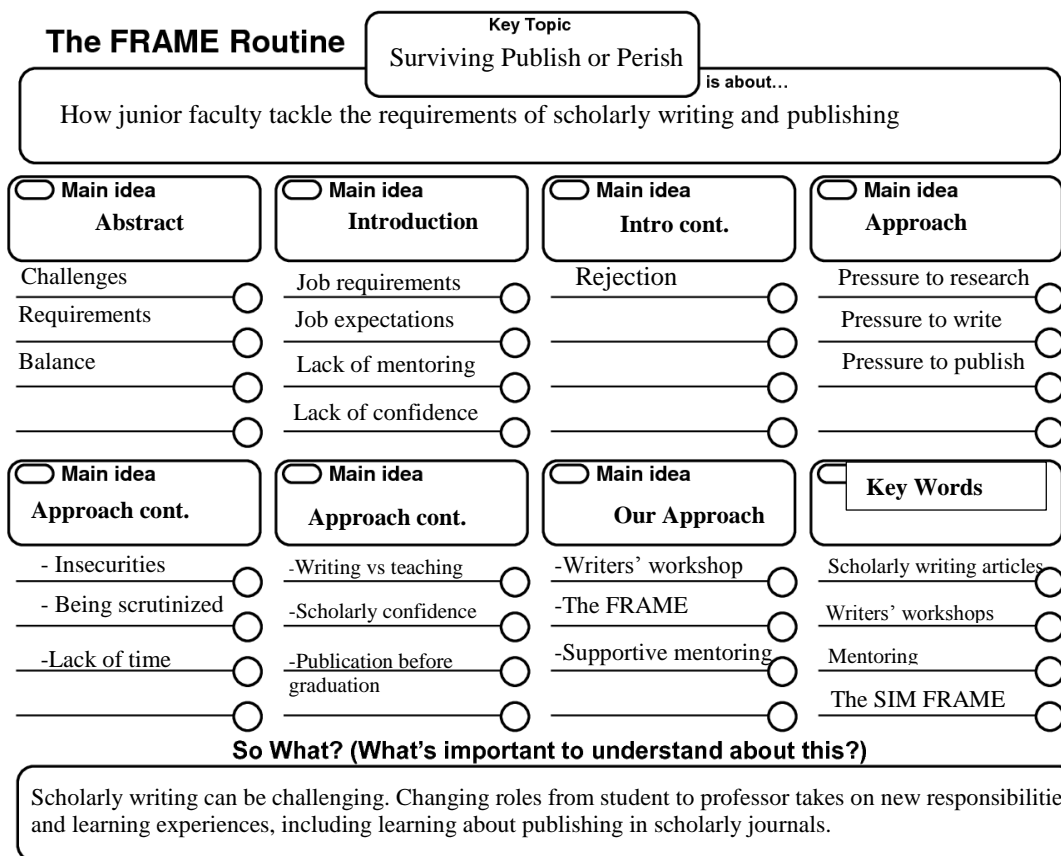 The FRAME Routine
Key Topic
Surviving Publish or Perish
is about…
How junior faculty tackle the requirements of scholarly writing and publishing
Main idea
Abstract
Challenges
Requirements
Balance
Main idea
Introduction
Job requirements
Job expectations
Lack of mentoring
Lack of confidence
Main idea
Intro cont.
Rejection
Main idea
Approach
Pressure to research
Pressure to write
Pressure to publish
Main idea
Approach cont.
- Insecurities
- Being scrutinized
-Lack of time
Main idea
Approach cont.
-Writing vs teaching
-Scholarly confidence
-Publication before
graduation
Main idea
Our Approach
-Writers’ workshop
-The FRAME
-Supportive mentoring
Key Words
Scholarly writing articles
Writers’ workshops
Mentoring
The SIM FRAME
So What? (What’s important to understand about this?)
Scholarly writing can be challenging. Changing roles from student to professor takes on new responsibilitie
and learning experiences, including learning about publishing in scholarly journals.